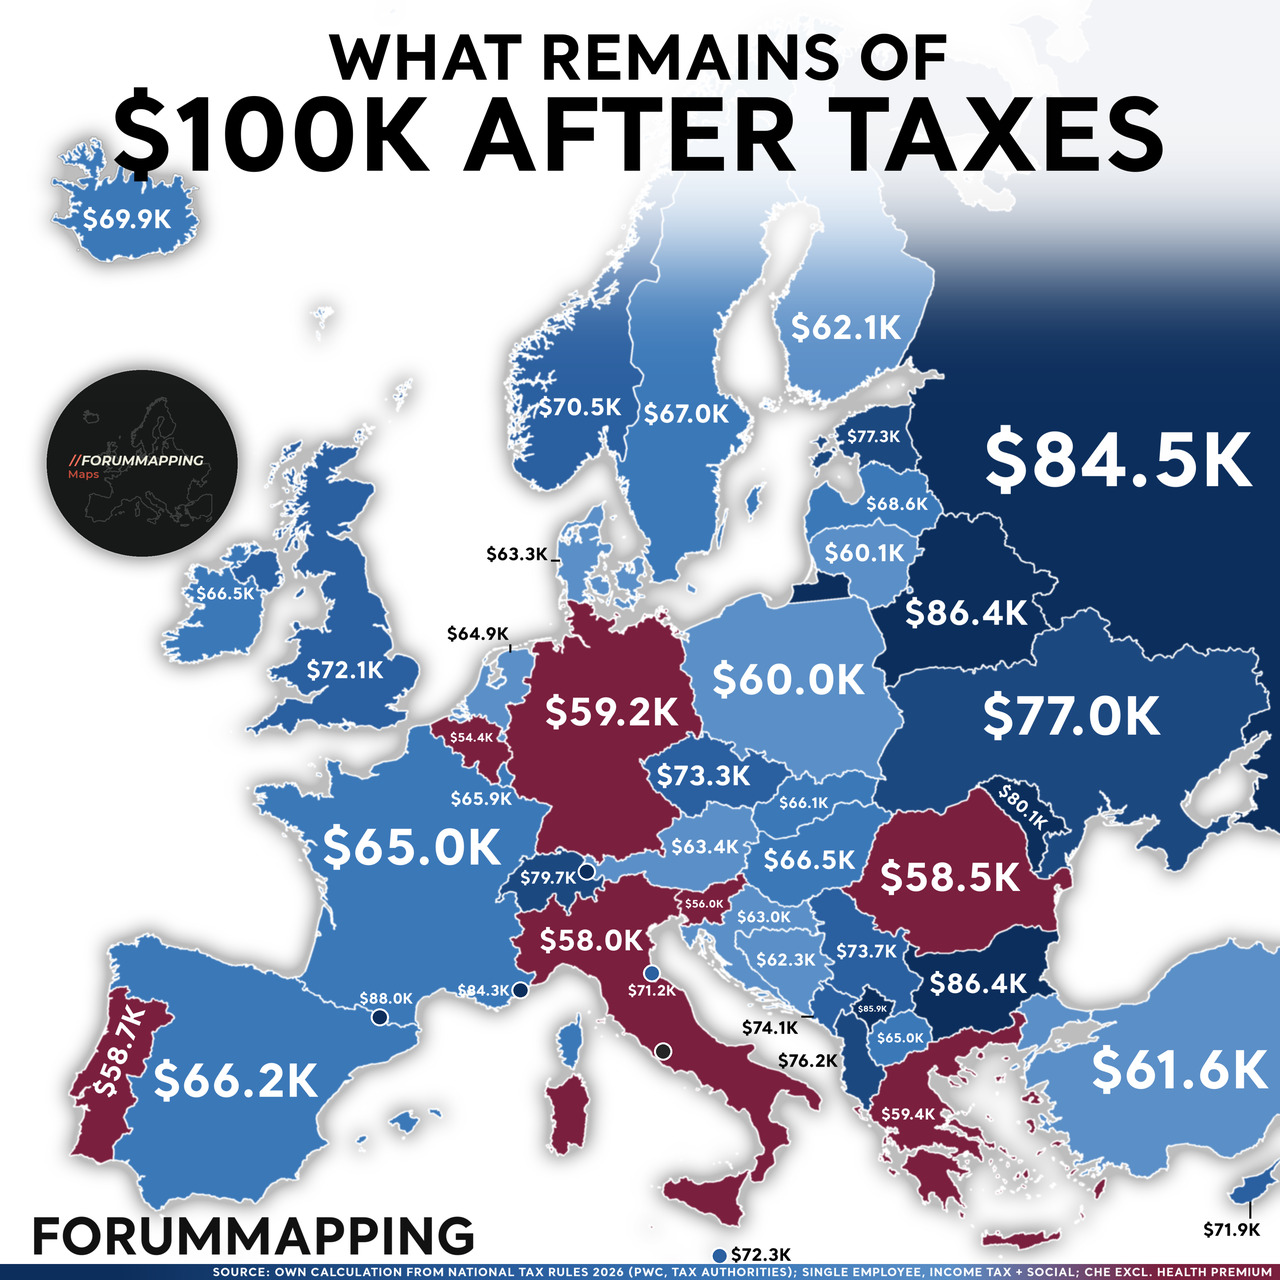 WHAT REMAINS OF
$100K AFTER TAXES
$69.9K
$62.1K
$70.5K
$67.0K
$77.3K
$84.5K
//FORUMMAPPING
Maps
$68.6K
$63.3K
$60.1K
$66.5K
$86.4K
$64.9K
$72.1K
$60.0K
$59.2K
$77.0K
$54.4K
$73.3K
$65.9K
$66.1K
$80.1K
$65.0K
$63.4K
$66.5K
$79.7K
$58.5K
$56.0K
$63.0K
$58.0K
$73.7K
$62.3K
$86.4K
$88.0K
$84.3K
$71.2K
$85.9K
$74.1K
$65.0K
$58.7K
$76.2K
$66.2K
$61.6K
$59.4K
$71.9K
FORUMMAPPING
$72.3K
SOURCE: OWN CALCULATION FROM NATIONAL TAX RULES 2026 (PWC, TAX AUTHORITIES); SINGLE EMPLOYEE, INCOME TAX + SOCIAL; CHE EXCL. HEALTH PREMIUM